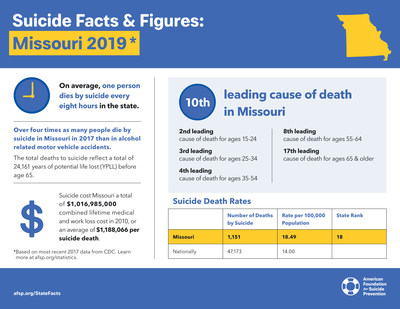 Suicide Facts & Figures:
Missouri 2019*
On average, one person
dies by suicide every
eight hours in the state.
Over four times as many people die by
suicide in Missouri in 2017 than in alcohol
related motor vehicle accidents.
The total deaths to suicide reflect a total of
24,161 years of potential life lost (YPLL) before
age 65.
$
Suicide cost Missouri a total
of $1,016,985,000
combined lifetime medical
and work loss cost in 2010, or
an average of $1,188,066 per
suicide death.
*Based on most recent 2017 data from CDC. Learn
more at afsp.org/statistics.
10th
leading cause of death
in Missouri
2nd leading
cause of death for ages 15-24
3rd leading
cause of death for ages 25-34
4th leading
cause of death for ages 35-54
8th leading
cause of death for ages 55-64
17th leading
cause of death for ages 65 & older
Suicide Death Rates
Number of Deaths by Suicide Rate per 100,000 Population State Rank
Missouri 1,151 18.49 18
Nationally 47,173 14.00
afsp.org/StateFacts
American
Foundation
for Suicide
Prevention